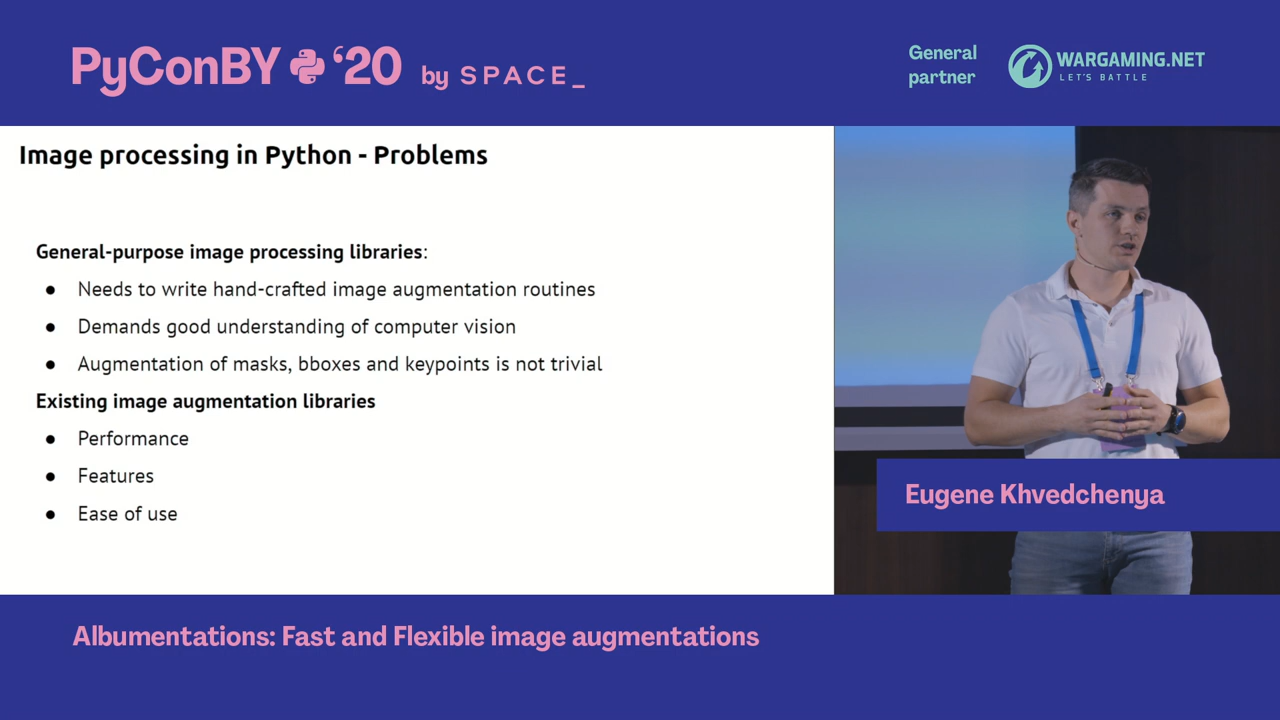 PyConBY '20 by SPACE_
General
partner
WARGAMING.NET
LET'S BATTLE
Image processing in Python - Problems
General-purpose image processing libraries:
● Needs to write hand-crafted image augmentation routines
● Demands good understanding of computer vision
● Augmentation of masks, bboxes and keypoints is not trivial
Existing image augmentation libraries
● Performance
● Features
● Ease of use
Eugene Khvedchenya
Albumentations: Fast and Flexible image augmentations